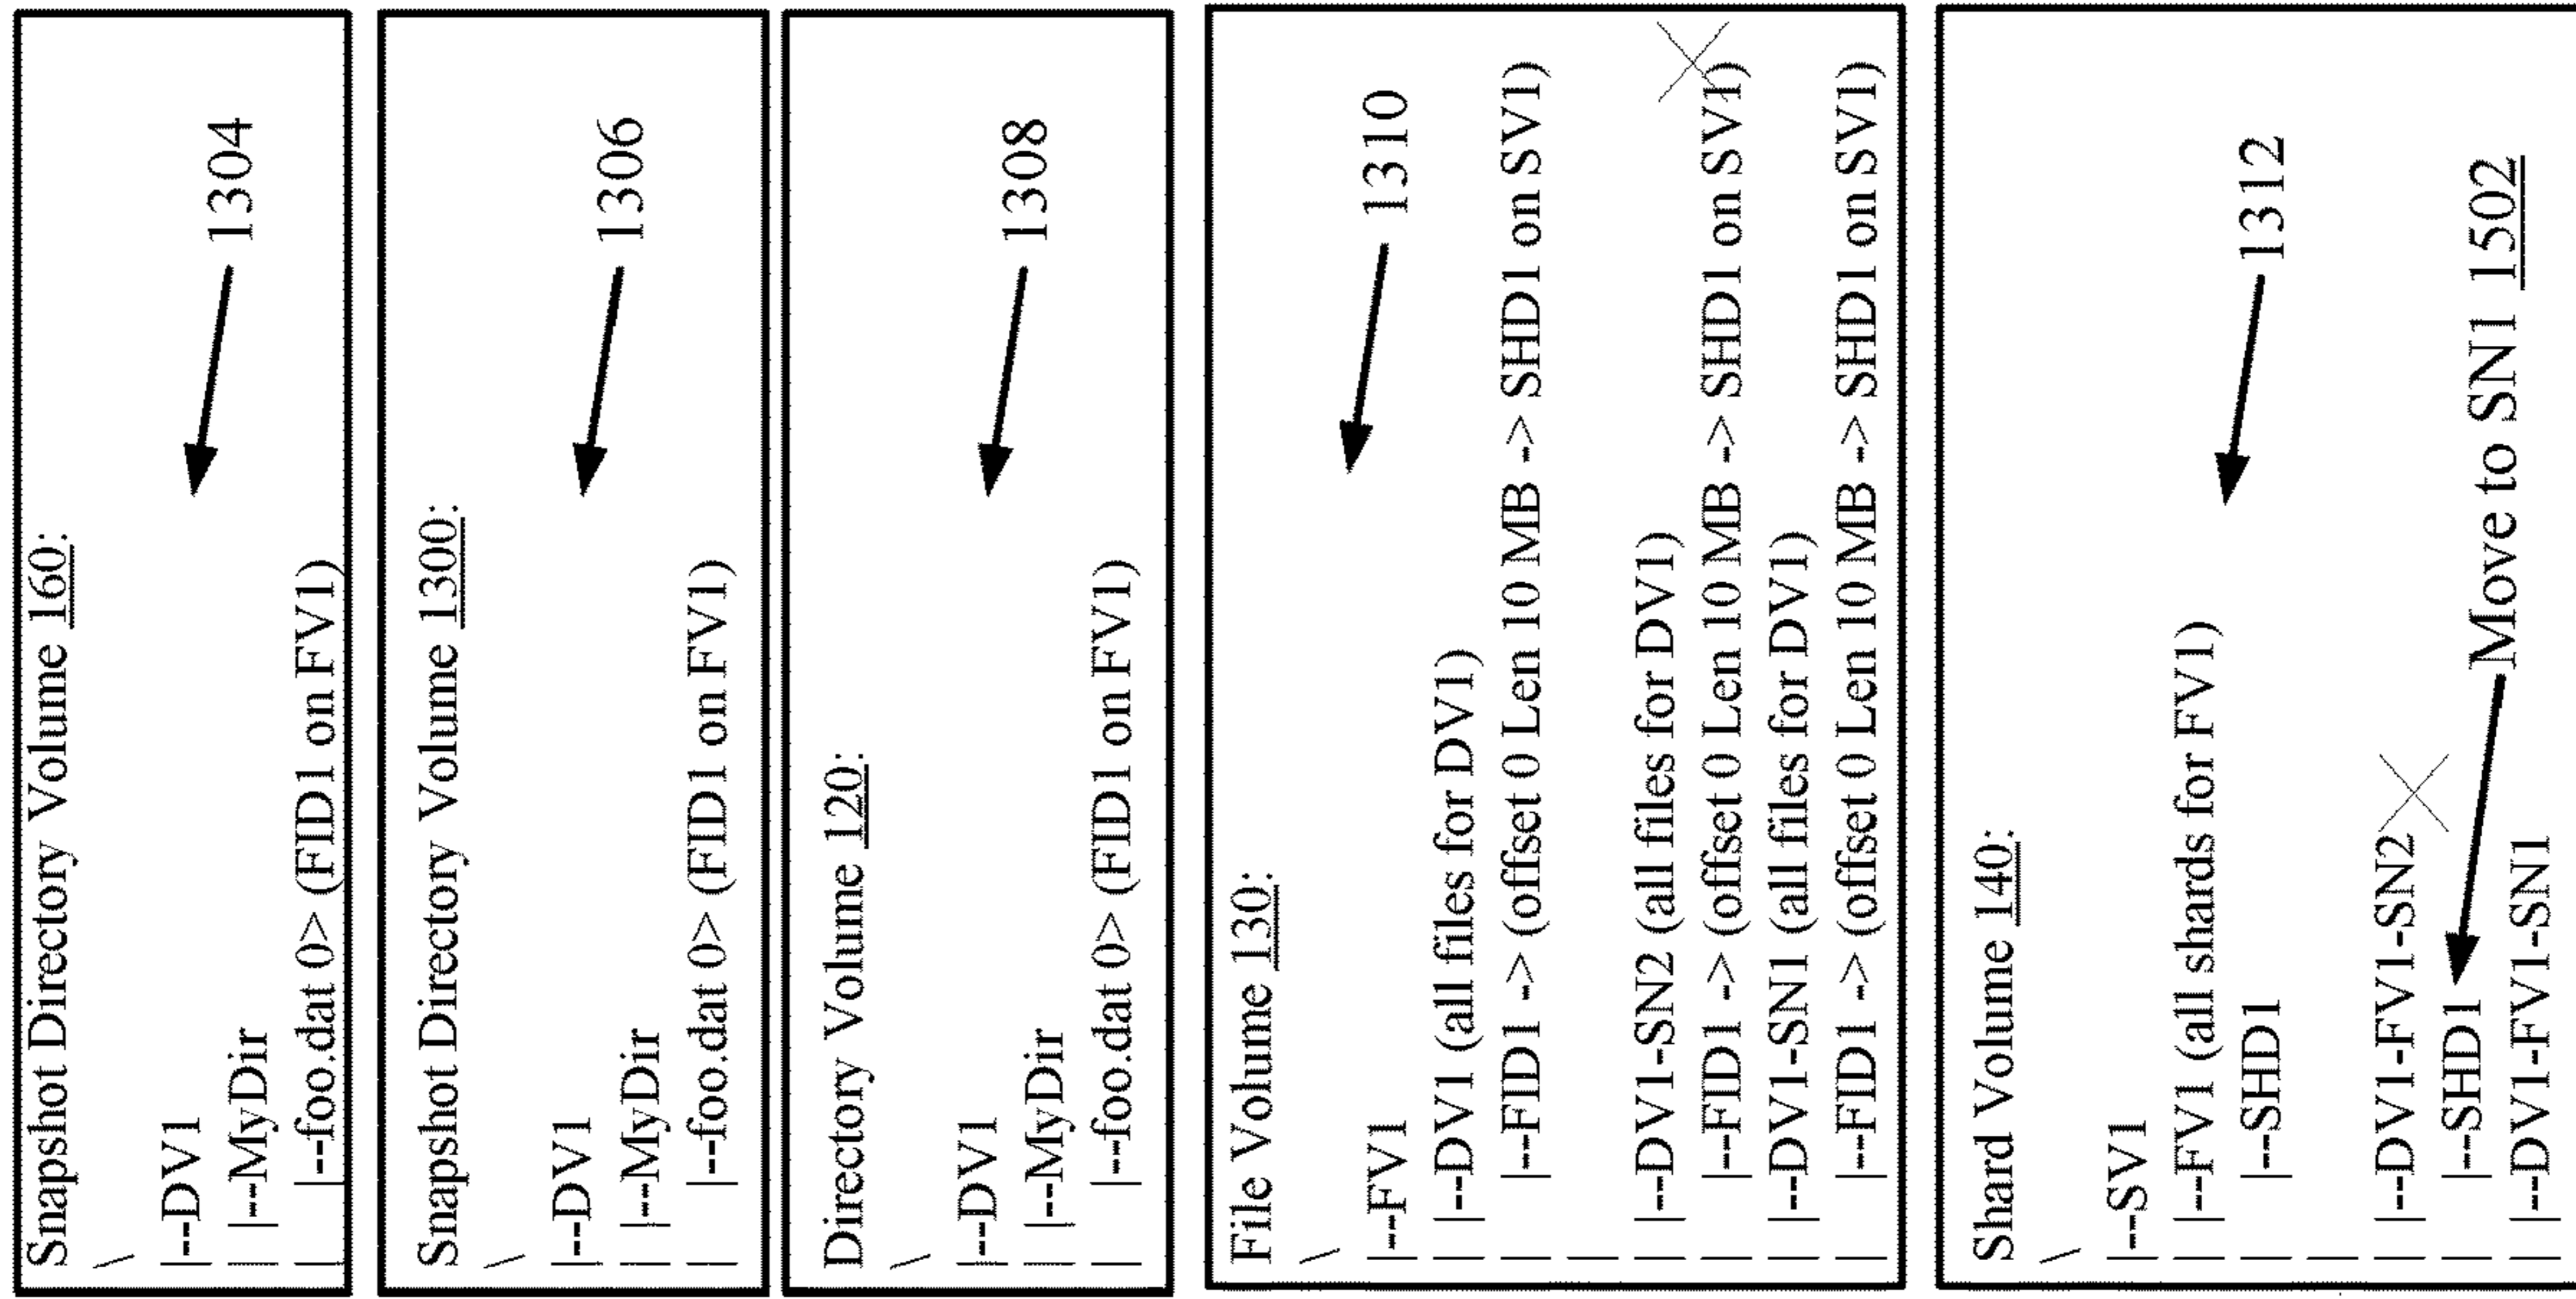 Snapshot Directory Volume 160:
/
|--DV1
| |--MyDir 1304
| |--foo.dat 0> (FID1 on FV1)
Snapshot Directory Volume 1300:
/
|--DV1
| |--MyDir 1306
| |--foo.dat 0> (FID1 on FV1)
Directory Volume 120:
/
|--DV1
| |--MyDir 1308
| |--foo.dat 0> (FID1 on FV1)
File Volume 130:
/
|--FV1 1310
| |--DV1 (all files for DV1)
| |--FID1 -> (offset 0 Len 10 MB -> SHD1 on SV1)
|
| |--DV1-SN2 (all files for DV1)
| |--FID1 -> (offset 0 Len 10 MB -> SHD1 on SV1)
| |--DV1-SN1 (all files for DV1)
| |--FID1 -> (offset 0 Len 10 MB -> SHD1 on SV1)
Shard Volume 140:
/
|--SV1
| |--FV1 (all shards for FV1)
| |--SHD1 1312
|
| |--DV1-FV1-SN2
| |--SHD1 Move to SN1 1502
| |--DV1-FV1-SN1